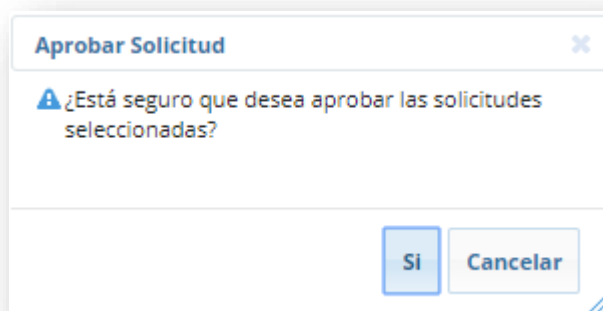 Aprobar Solicitud
¿Está seguro que desea aprobar las solicitudes
seleccionadas?
Si Cancelar